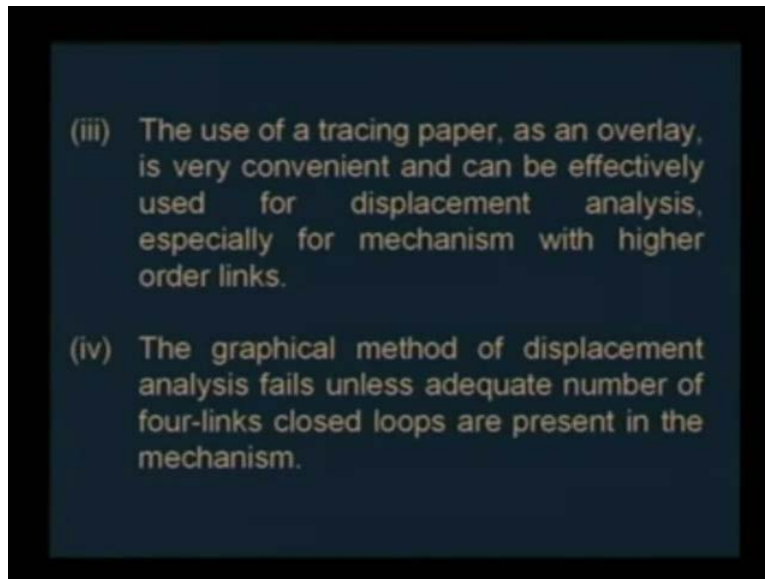 (iii) The use of a tracing paper, as an overlay,
is very convenient and can be effectively
used for displacement analysis,
especially for mechanism with higher
order links.
(iv) The graphical method of displacement
analysis fails unless adequate number of
four-links closed loops are present in the
mechanism.